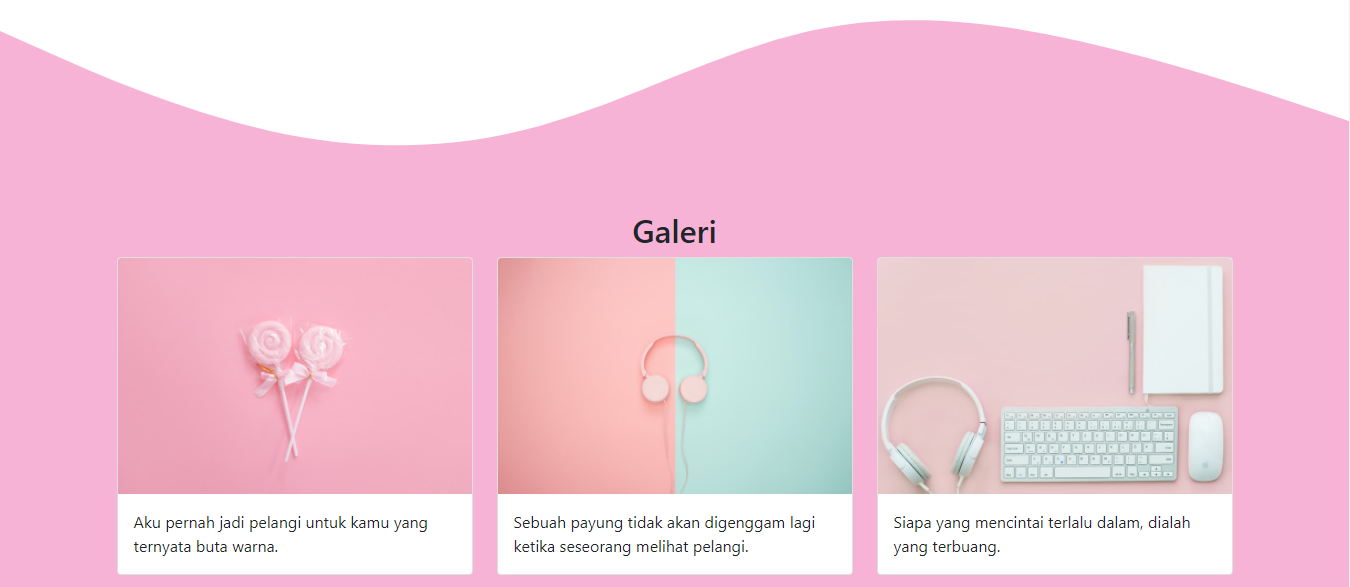 Galeri
Aku pernah jadi pelangi untuk kamu yang
ternyata buta warna.
Sebuah payung tidak akan digenggam lagi
ketika seseorang melihat pelangi.
Siapa yang mencintai terlalu dalam, dialah
yang terbuang.